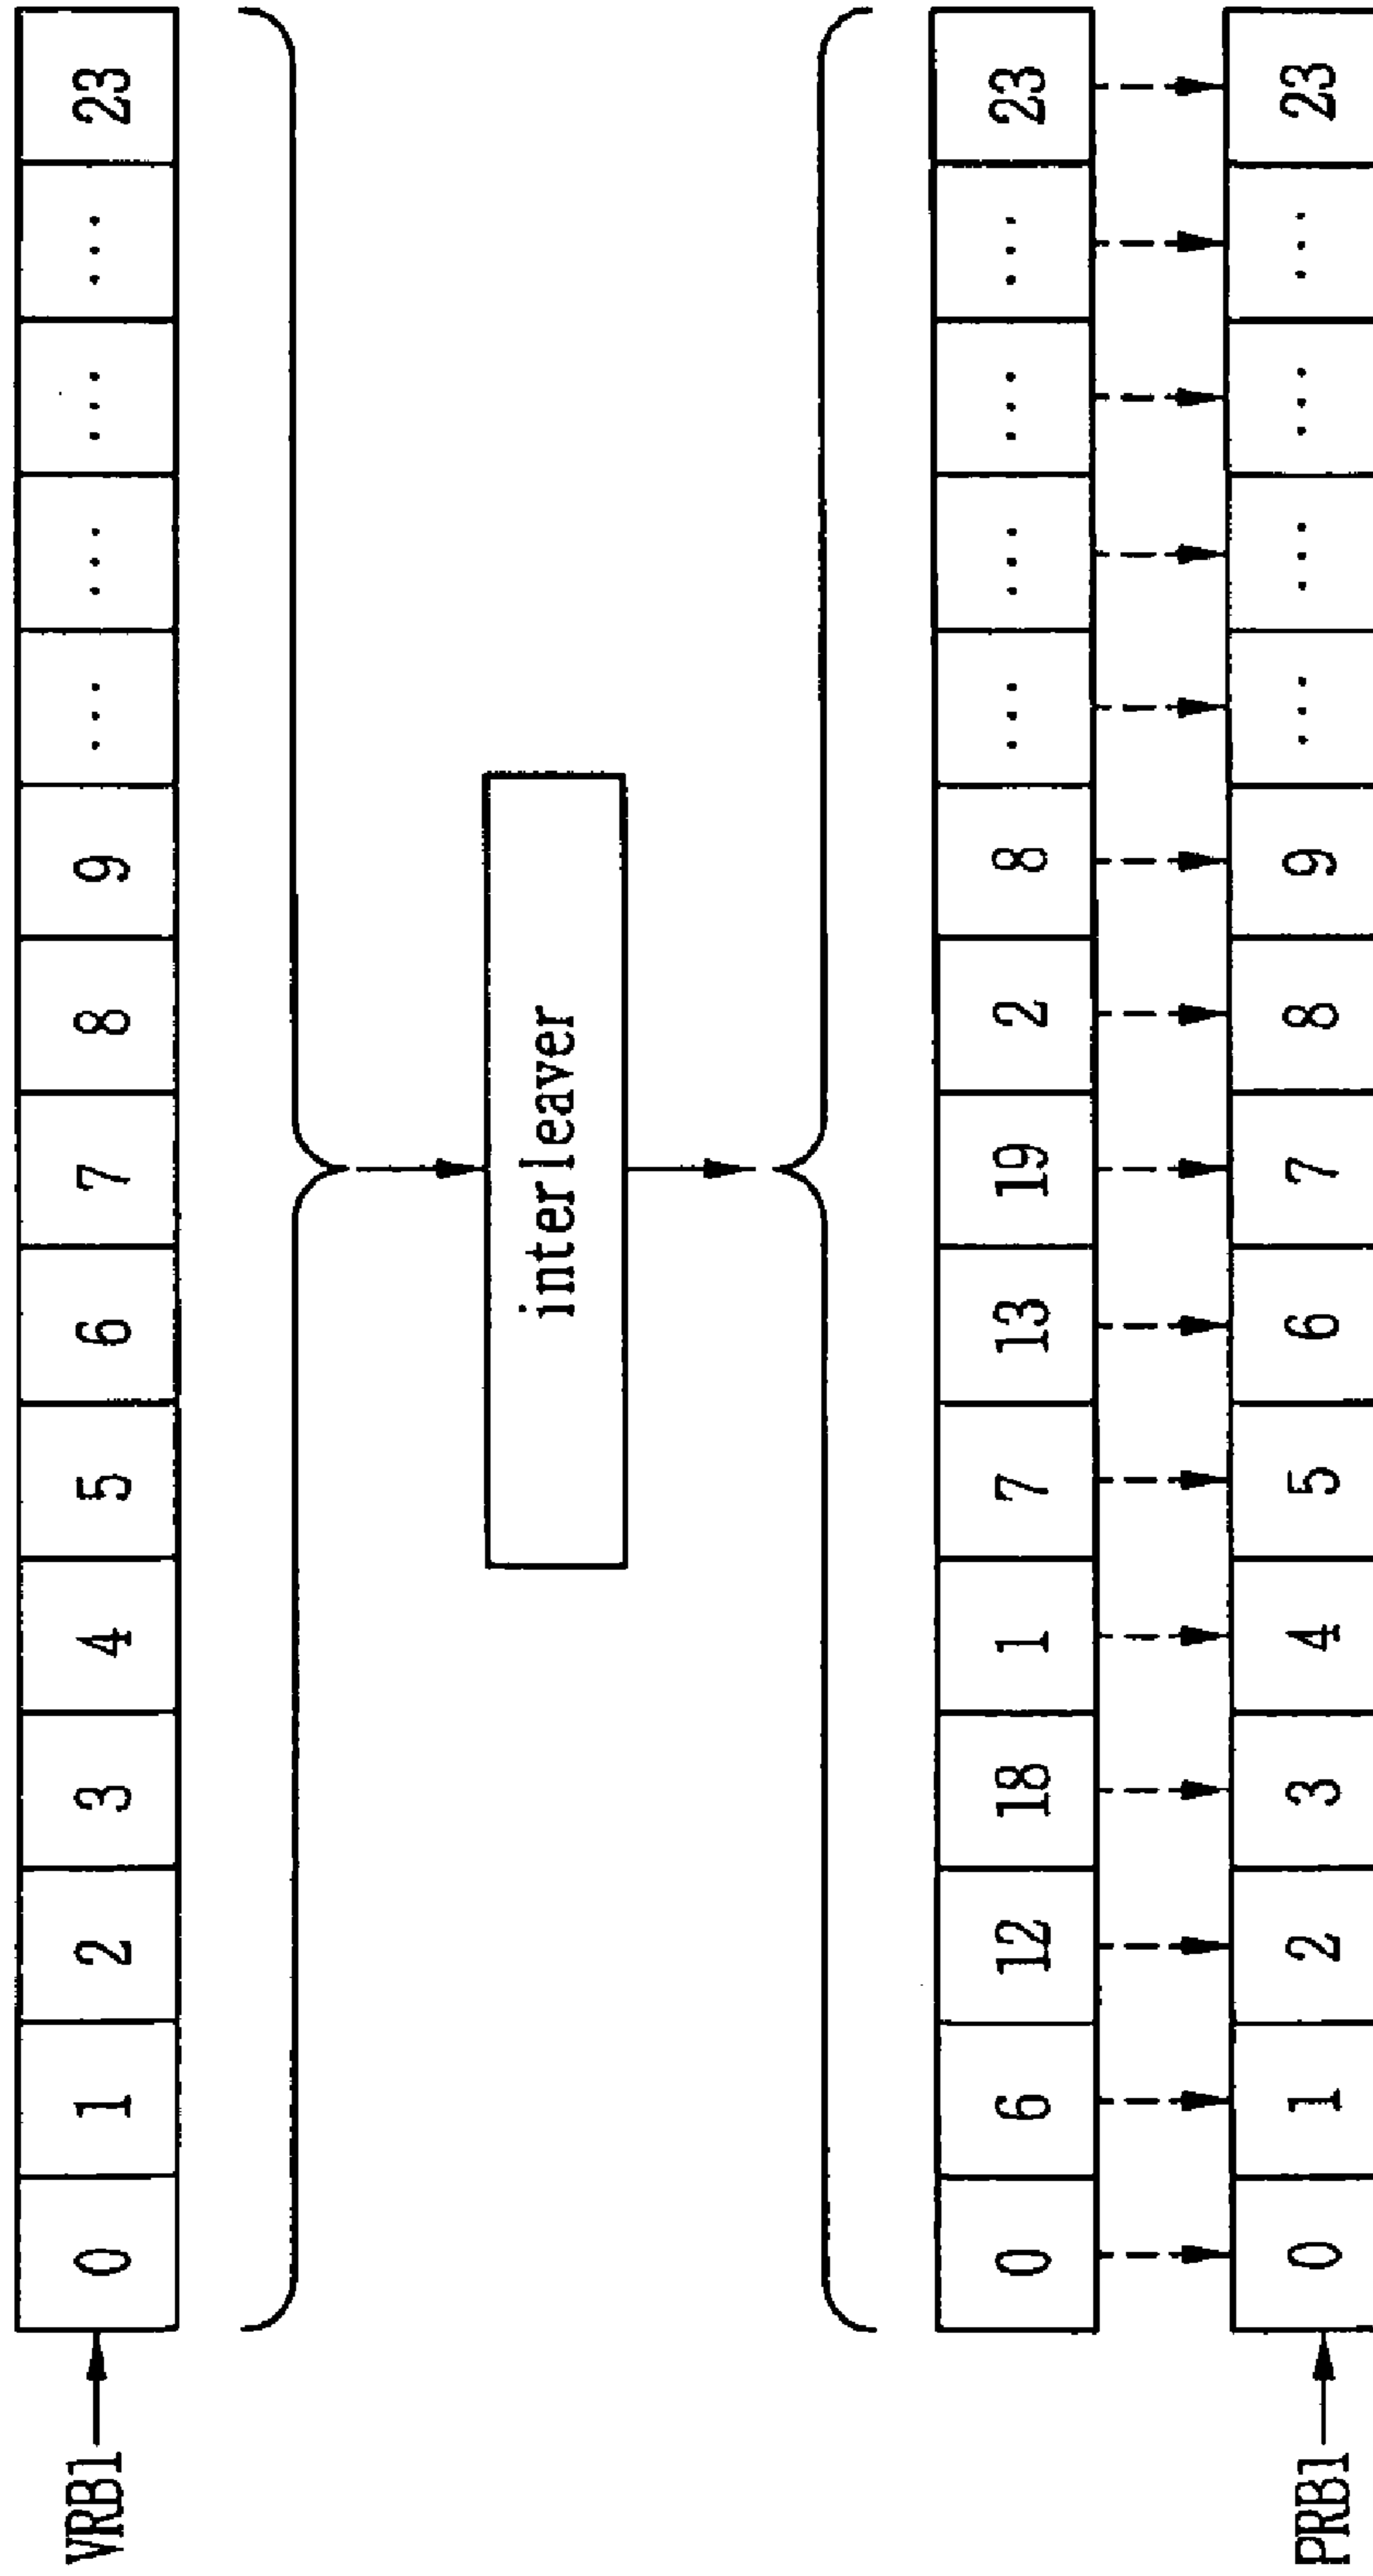 VRB1 0 1 2 3 4 5 6 7 8 9 ... ... ... ... 23
interleaver
0 6 12 18 1 7 13 19 2 8 ... ... ... ... 23
PRB1 0 1 2 3 4 5 6 7 8 9 ... ... ... ... 23